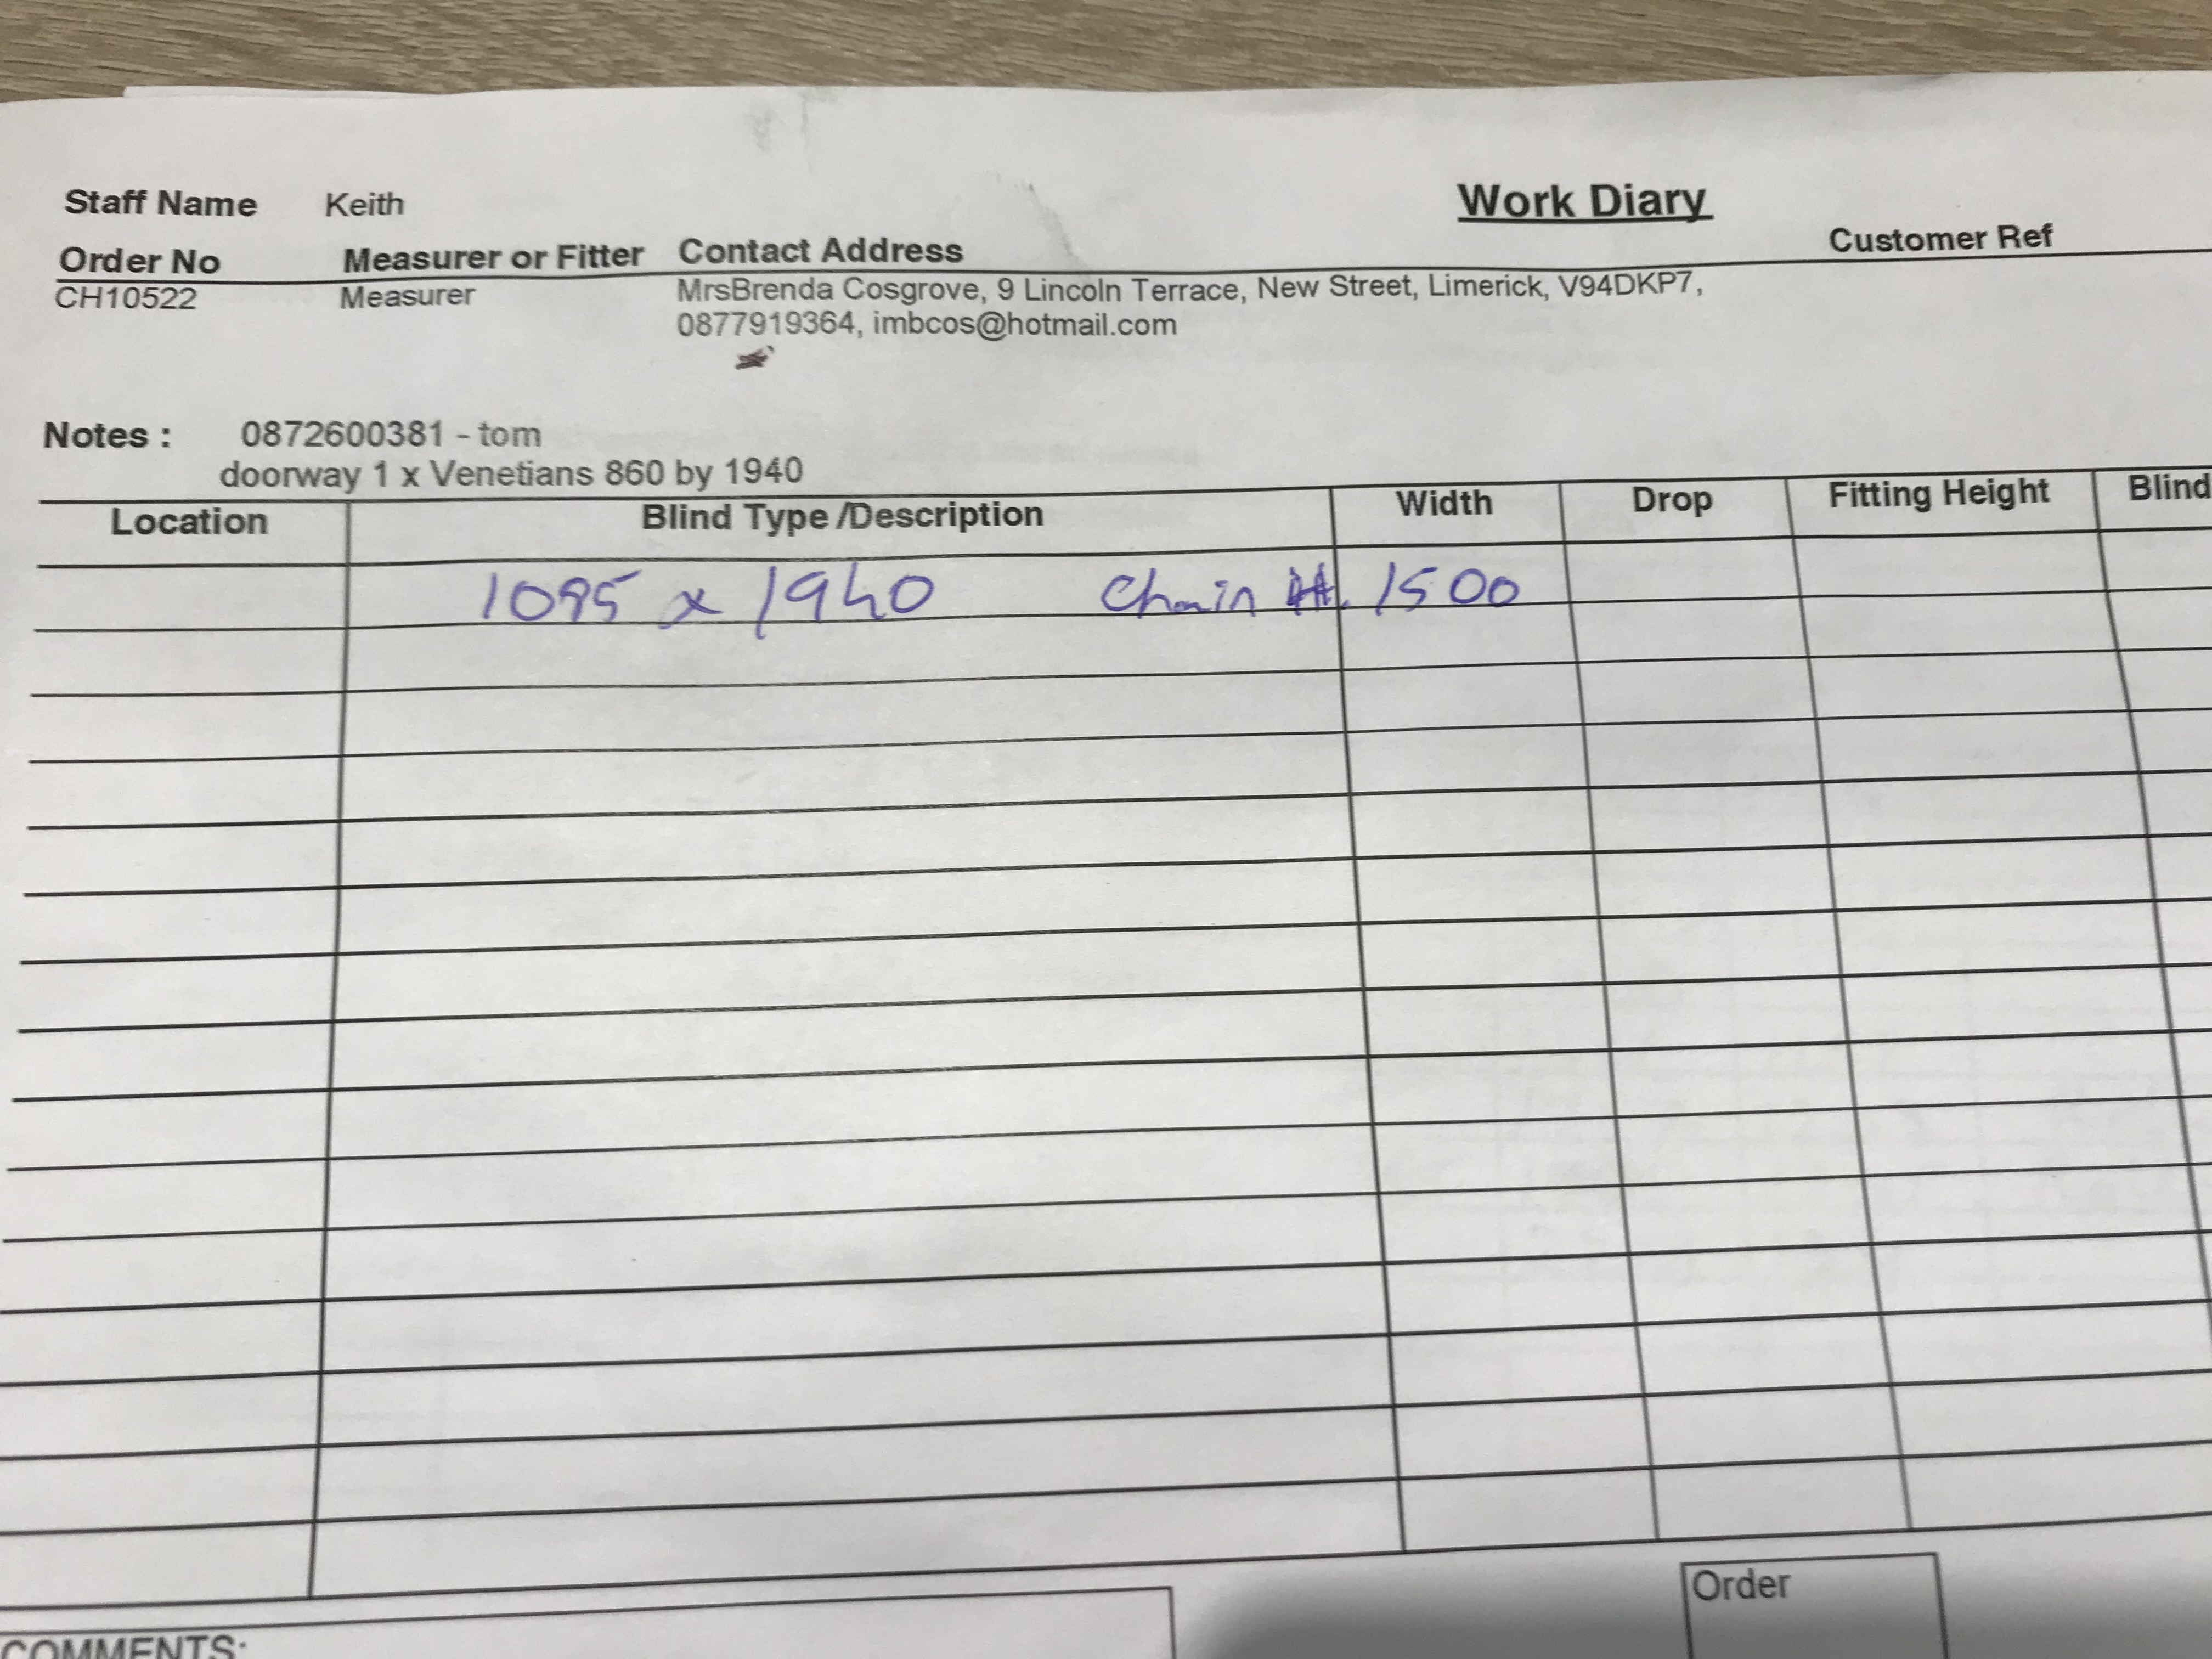 Work Diary
Staff Name Keith
Order No Measurer or Fitter Contact Address Customer Ref
CH10522 Measurer MrsBrenda Cosgrove, 9 Lincoln Terrace, New Street, Limerick, V94DKP7,
0877919364, imbcos@hotmail.com
Notes : 0872600381 - tom
doorway 1 x Venetians 860 by 1940
Location Blind Type /Description Width Drop Fitting Height Blind
1095 x 1940 Chain Ht. 1500
Order
COMMENTS: